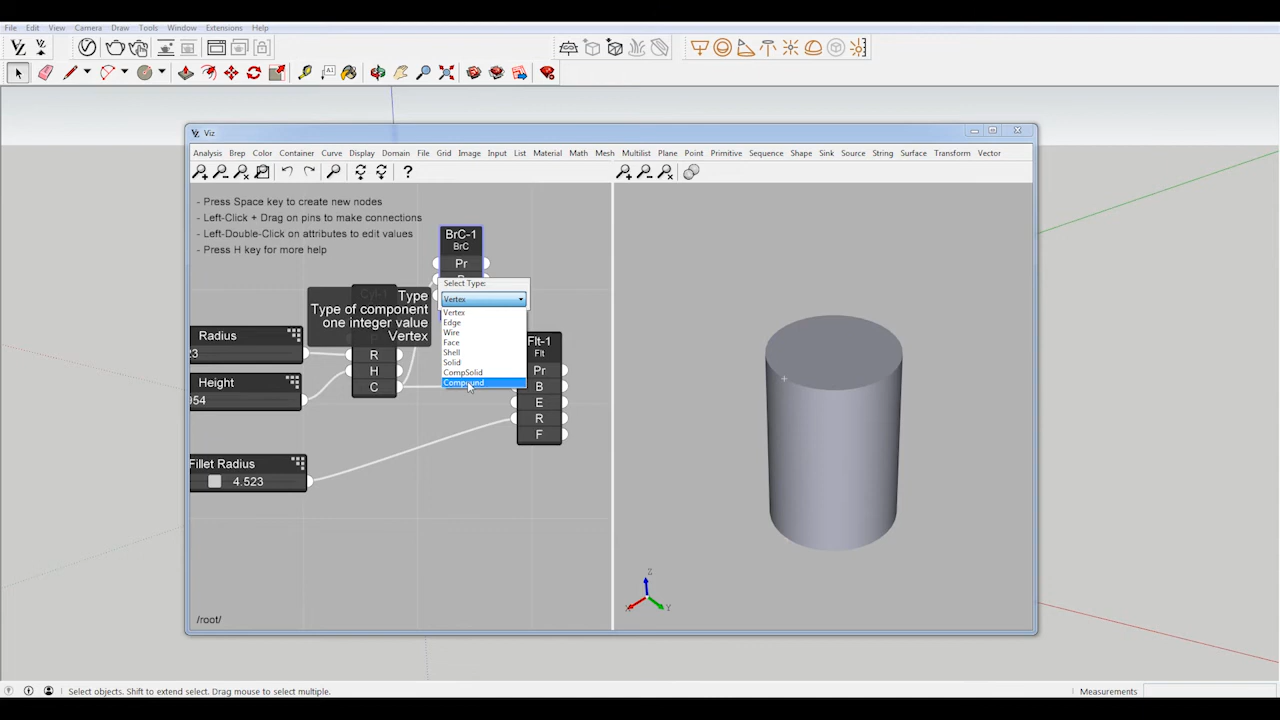 File Edit View Camera Draw Tools Window Extensions Help
Viz
Analysis Brep Color Container Curve Display Domain File Grid Image Input List Material Math Mesh Multilist Plane Point Primitive Sequence Shape Sink Source String Surface Transform Vector
- Press Space key to create new nodes
- Left-Click + Drag on pins to make connections
- Left-Double-Click on attributes to edit values
- Press H key for more help
BrC-1
BrC
Pr
Select Type:
Vertex
Vertex
Edge
Wire
Face
Shell
Solid
CompSolid
Compound
Type
Type of component
one integer value
Vertex
R
H
C
Radius
Height
954
Fillet Radius
4.523
Flt-1
Flt
Pr
B
E
R
F
Z
X
Y
/root/
Select objects. Shift to extend select. Drag mouse to select multiple.
Measurements